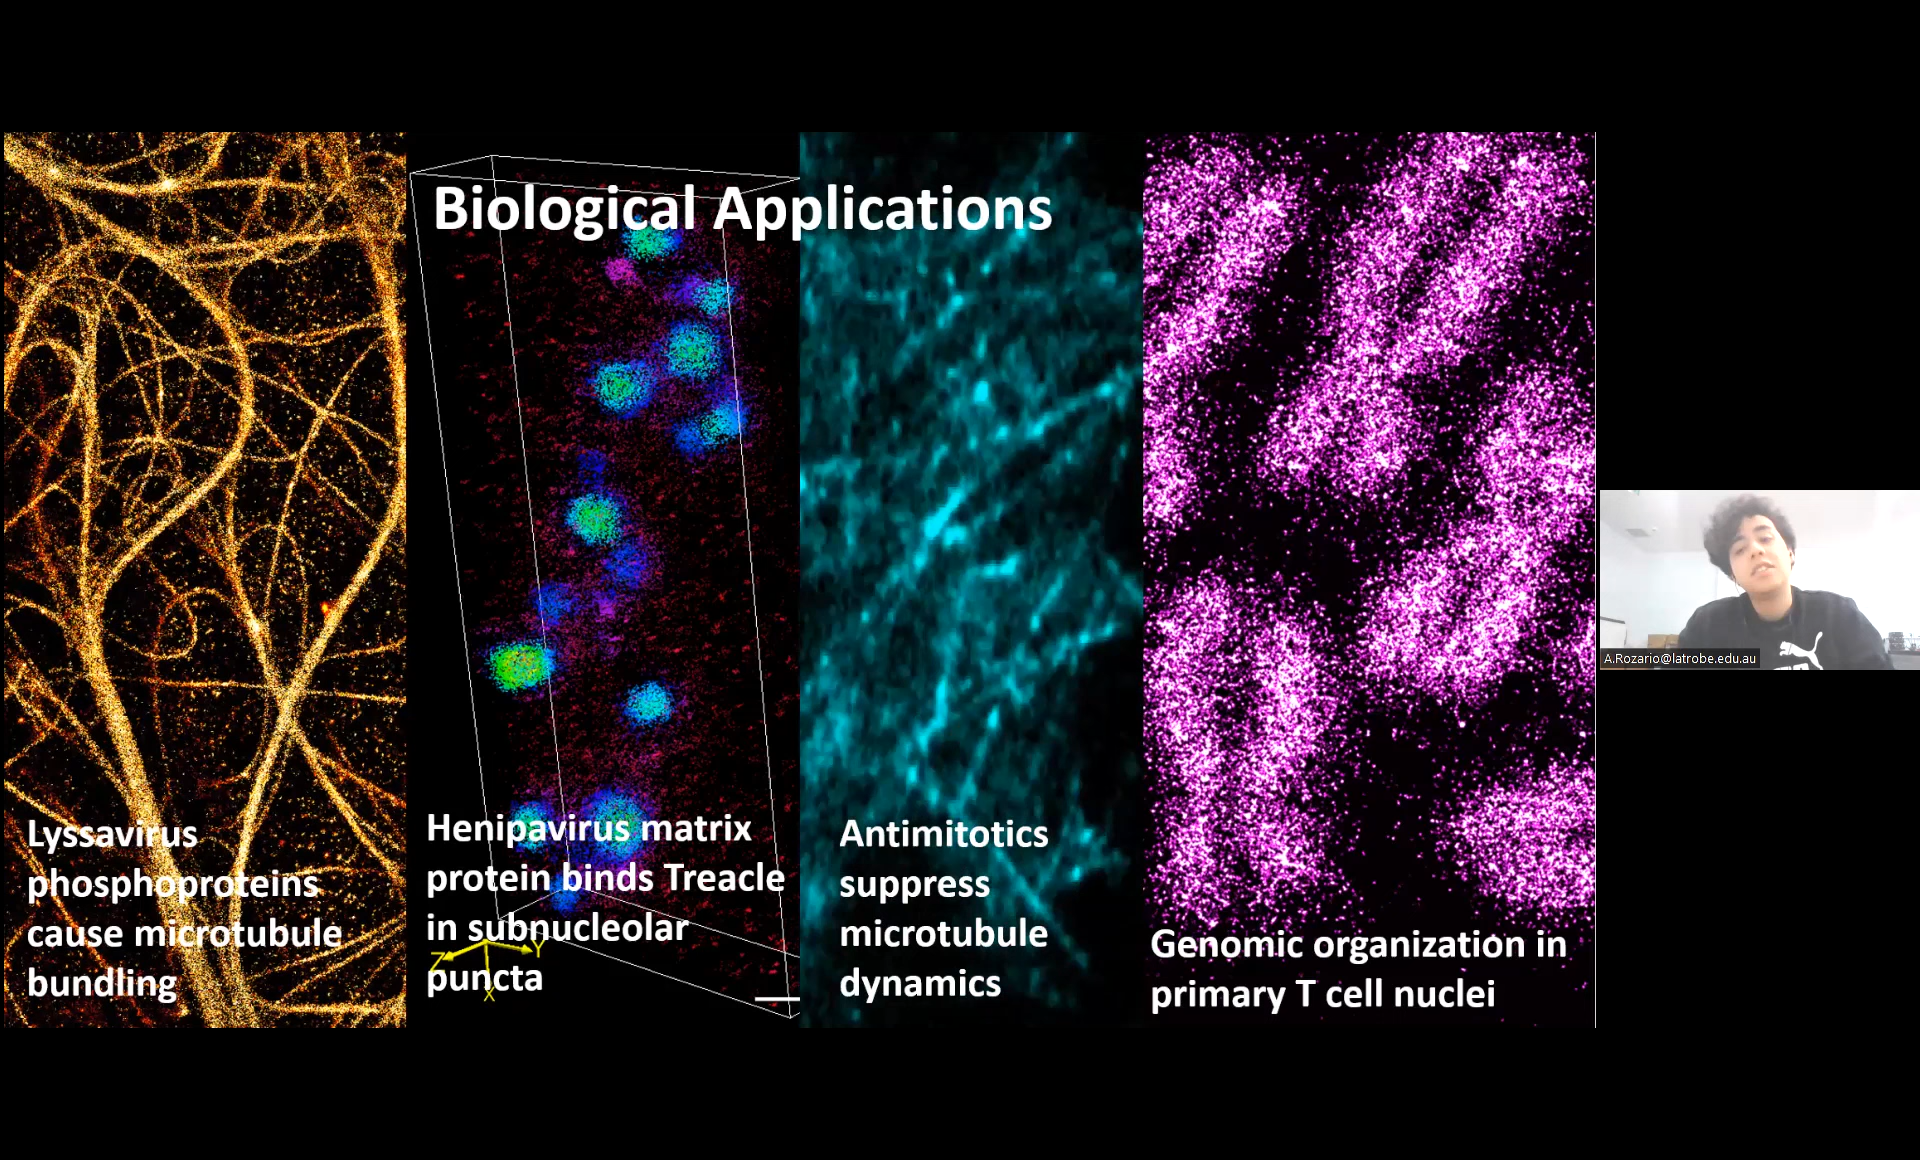 Biological Applications
Lyssavirus
phosphoproteins
cause microtubule
bundling
Henipavirus matrix
protein binds Treacle
in subnucleolar
puncta
Z
Y
X
Antimitotics
suppress
microtubule
dynamics
Genomic organization in
primary T cell nuclei
A.Rozario@latrobe.edu.au